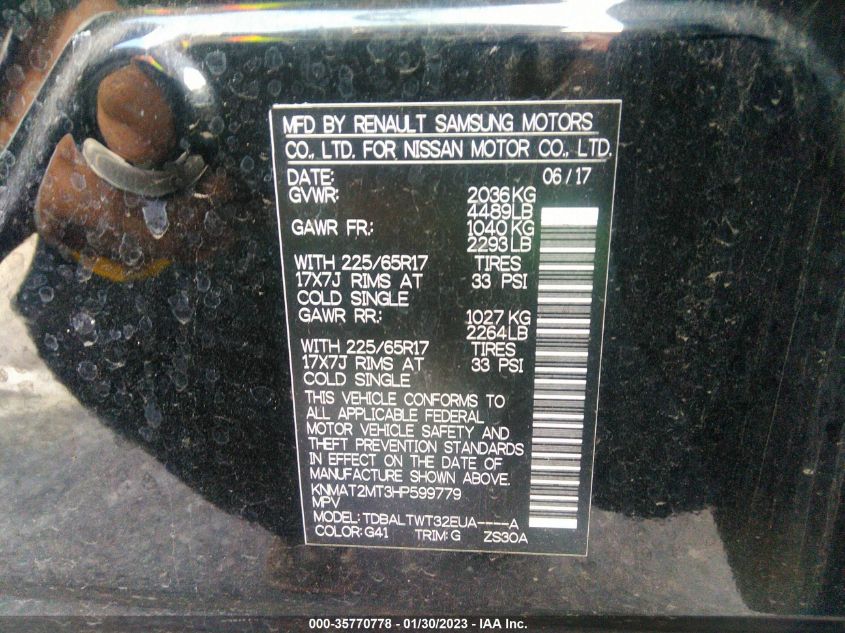 MFD BY RENAULT SAMSUNG MOTORS
CO., LTD. FOR NISSAN MOTOR CO., LTD.
DATE: 06/17
GVWR: 2036KG
4489LB
GAWR FR: 1040KG
2293LB
WITH 225/65R17 TIRES
17X7J RIMS AT 33 PSI
COLD SINGLE
GAWR RR: 1027KG
2264LB
WITH 225/65R17 TIRES
17X7J RIMS AT 33 PSI
COLD SINGLE
THIS VEHICLE CONFORMS TO
ALL APPLICABLE FEDERAL
MOTOR VEHICLE SAFETY AND
THEFT PREVENTION STANDARDS
IN EFFECT ON THE DATE OF
MANUFACTURE SHOWN ABOVE.
KNMAT2MT3HP599779
MPV
MODEL: TDBALTWT32EUA----A
COLOR: G41 TRIM: G ZS30A
000-35770778 - 01/30/2023 - IAA Inc.